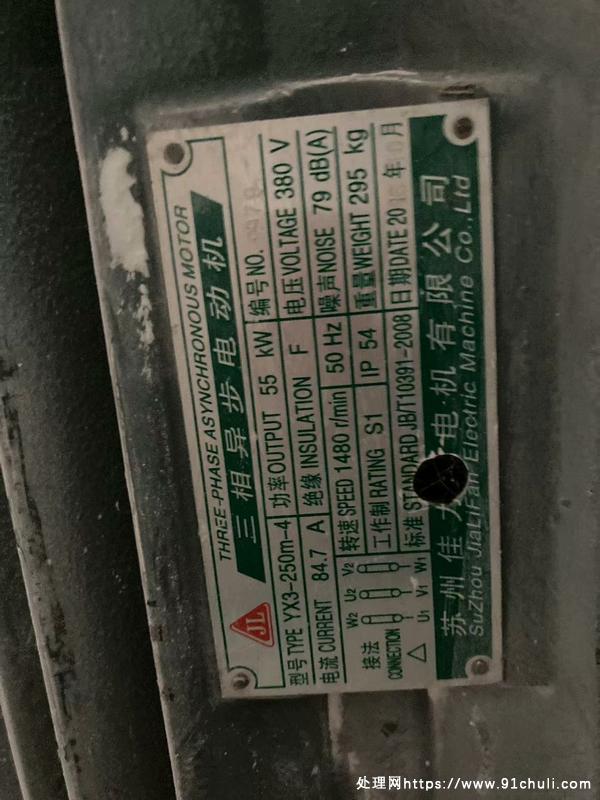 THREE-PHASE ASYNCHRONOUS MOTOR
JL
三相异步电动机
型号TYPE YX3-250m-4 功率OUTPUT 55 kW 编号NO.
电流CURRENT 84.7 A 绝缘INSULATION F 电压VOLTAGE 380 V
接法 CONNECTION △
W2 U2 V2
U1 V1 W1
转速SPEED 1480 r/min 50 Hz 噪声NOISE 79 dB(A)
工作制RATING S1 IP 54 重量WEIGHT 295 kg
标准STANDARD JB/T10391-2008 日期DATE 20 年 月
苏州佳 电机有限公司
SuZhou JiaLiFan Electric Machine Co.,Ltd
处理网https://www.91chuli.com